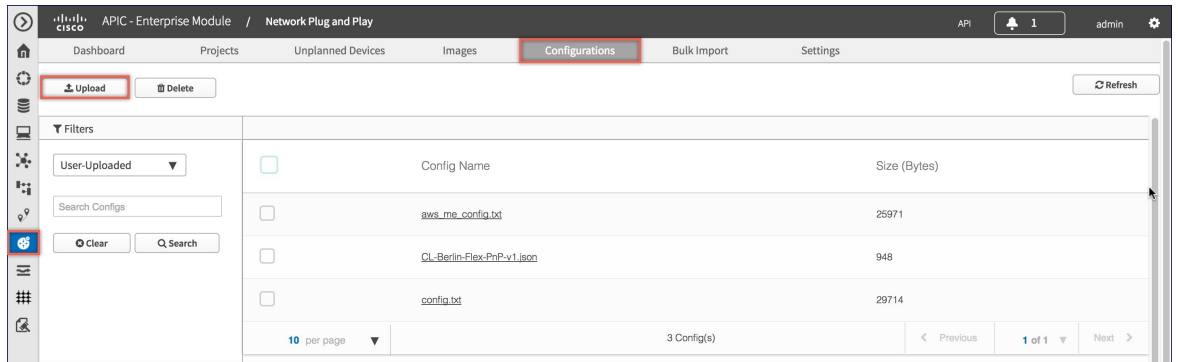 CISCO APIC - Enterprise Module / Network Plug and Play API 1 admin
Dashboard Projects Unplanned Devices Images Configurations Bulk Import Settings
Upload Delete Refresh
Filters
User-Uploaded
Search Configs
Clear Search
Config Name Size (Bytes)
aws_me_config.txt 25971
CL-Berlin-Flex-PnP-v1.json 948
config.txt 29714
10 per page 3 Config(s) Previous 1 of 1 Next